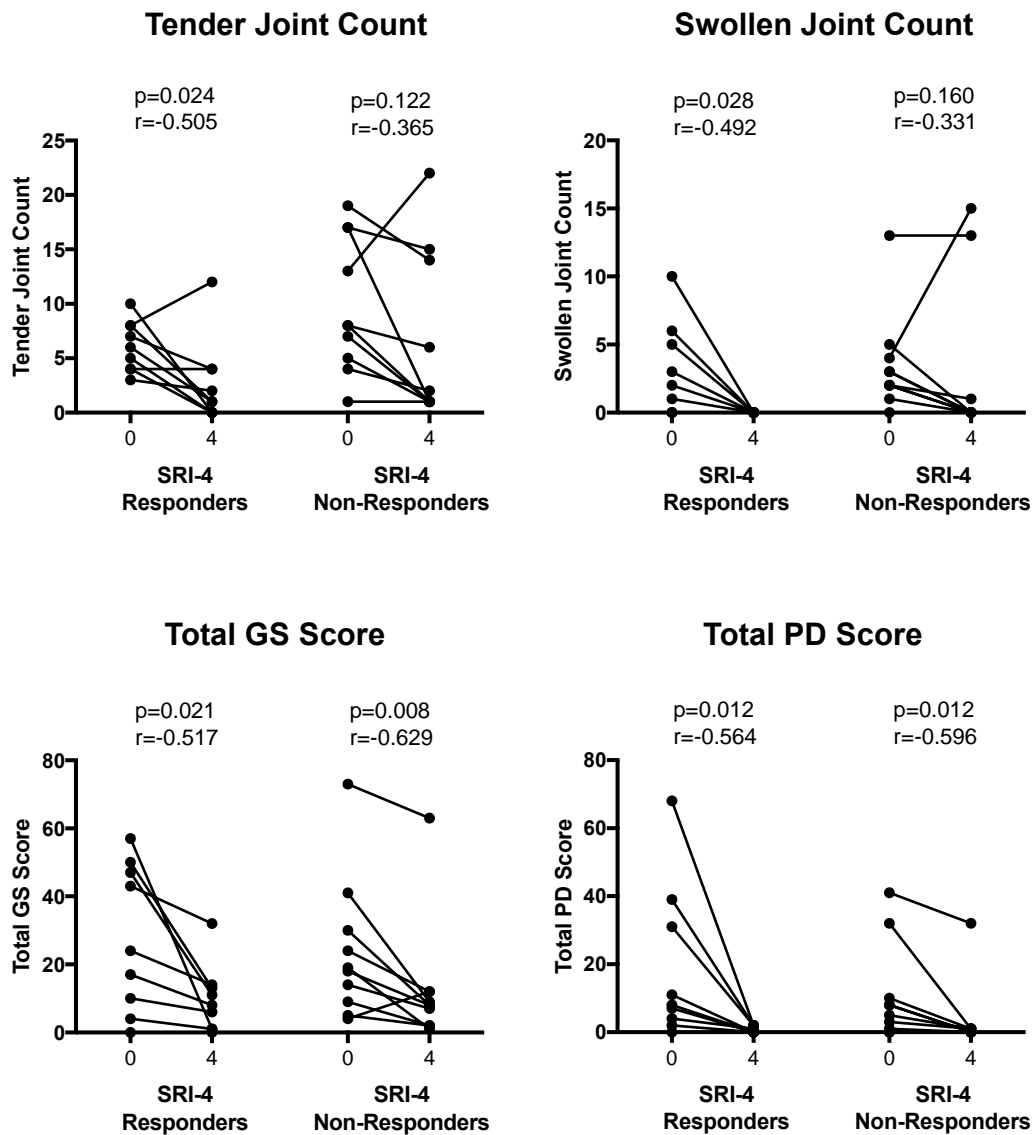 Tender Joint Count
p=0.024
r=-0.505
p=0.122
r=-0.365
Tender Joint Count
25
20
15
10
5
0
0
4
0
4
SRI-4
Responders
SRI-4
Non-Responders
Swollen Joint Count
p=0.028
r=-0.492
p=0.160
r=-0.331
Swollen Joint Count
20
15
10
5
0
0
4
0
4
SRI-4
Responders
SRI-4
Non-Responders
Total GS Score
p=0.021
r=-0.517
p=0.008
r=-0.629
Total GS Score
80
60
40
20
0
0
4
0
4
SRI-4
Responders
SRI-4
Non-Responders
Total PD Score
p=0.012
r=-0.564
p=0.012
r=-0.596
Total PD Score
80
60
40
20
0
0
4
0
4
SRI-4
Responders
SRI-4
Non-Responders